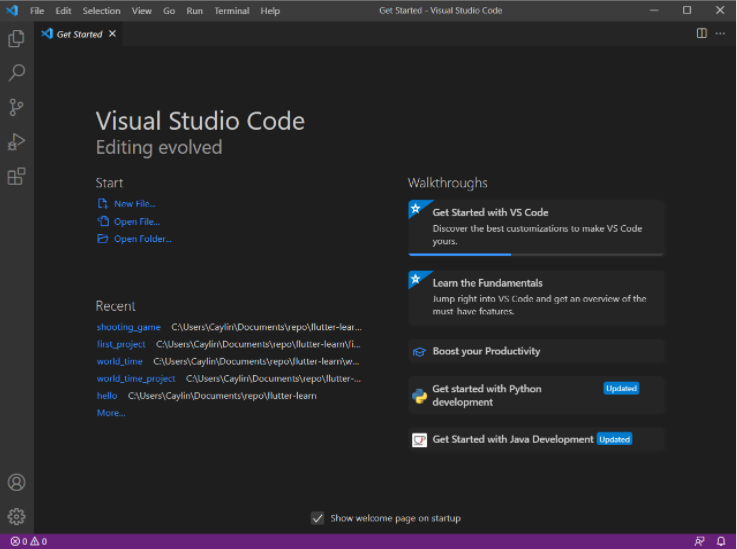 File Edit Selection View Go Run Terminal Help Get Started - Visual Studio Code
Get Started
Visual Studio Code
Editing evolved
Start
New File...
Open File...
Open Folder...
Recent
shooting_game C:\Users\Caylin\Documents\repo\flutter-lear...
first_project C:\Users\Caylin\Documents\repo\flutter-learn\fi...
world_time C:\Users\Caylin\Documents\repo\flutter-learn\w...
world_time_project C:\Users\Caylin\Documents\repo\flutter-...
hello C:\Users\Caylin\Documents\repo\flutter-learn
More...
Walkthroughs
Get Started with VS Code
Discover the best customizations to make VS Code
yours.
Learn the Fundamentals
Jump right into VS Code and get an overview of the
must-have features.
Boost your Productivity
Get started with Python
development
Updated
Get Started with Java Development Updated
Show welcome page on startup
0 0